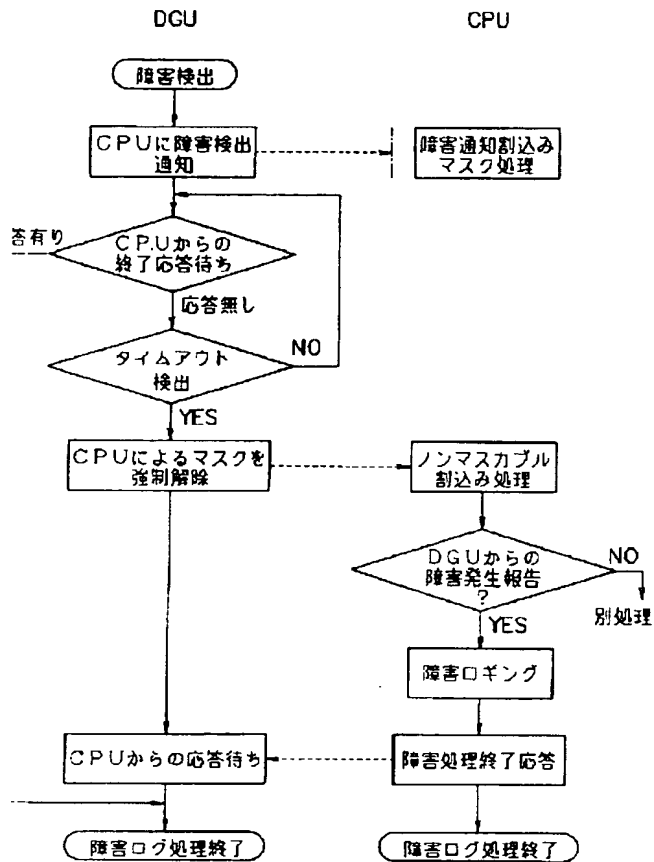 DGU
CPU
障害検出
CPUに障害検出
通知
障害通知割込み
マスク処理
答有り
CPUからの
終了応答待ち
応答無し
タイムアウト
検出
NO
YES
CPUによるマスクを
強制解除
ノンマスカブル
割込み処理
DGUからの
障害発生報告
?
NO
別処理
YES
障害ロギング
CPUからの応答待ち
障害処理終了応答
障害ログ処理終了
障害ログ処理終了